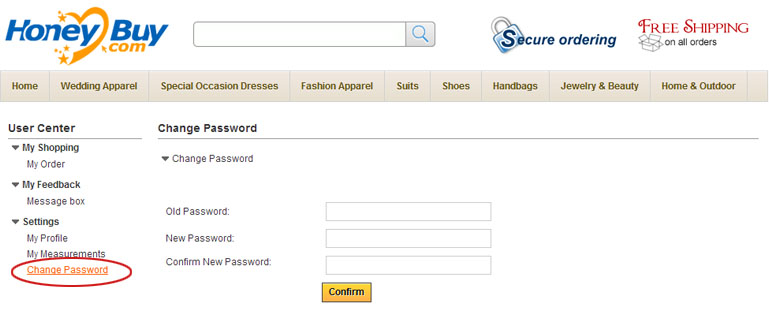 Honey Buy
.com
Secure ordering
FREE SHIPPING
on all orders
Home Wedding Apparel Special Occasion Dresses Fashion Apparel Suits Shoes Handbags Jewelry & Beauty Home & Outdoor
User Center
My Shopping
My Order
My Feedback
Message box
Settings
My Profile
My Measurements
Change Password
Change Password
Change Password
Old Password:
New Password:
Confirm New Password:
Confirm